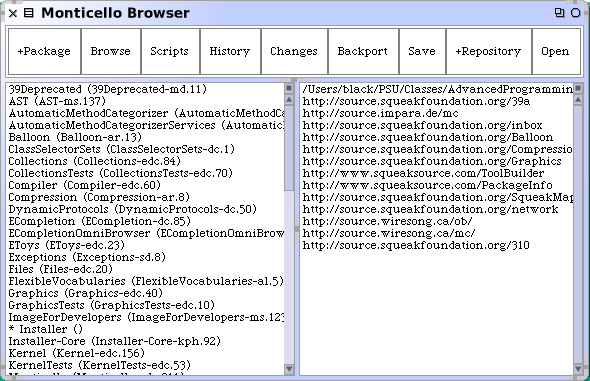 Monticello Browser
+Package Browse Scripts History Changes Backport Save +Repository Open
39Deprecated (39Deprecated-md.11)
AST (AST-ms.137)
AutomaticMethodCategorizer (AutomaticMethodCa
AutomaticMethodCategorizerServices (Automatic
Balloon (Balloon-ar.13)
ClassSelectorSets (ClassSelectorSets-dc.1)
Collections (Collections-edc.84)
CollectionsTests (CollectionsTests-edc.70)
Compiler (Compiler-edc.60)
Compression (Compression-ar.8)
DynamicProtocols (DynamicProtocols-dc.50)
ECompletion (ECompletion-dc.85)
ECompletionOmniBrowser (ECompletionOmniBrow
EToys (EToys-edc.23)
Exceptions (Exceptions-sd.8)
Files (Files-edc.20)
FlexibleVocabularies (FlexibleVocabularies-al.5)
Graphics (Graphics-edc.40)
GraphicsTests (GraphicsTests-edc.10)
ImageForDevelopers (ImageForDevelopers-ms.123
* Installer ()
Installer-Core (Installer-Core-kph.92)
Kernel (Kernel-edc.156)
KernelTests (KernelTests-edc.53)
/Users/black/PSU/Classes/AdvancedProgrammin
http://source.squeakfoundation.org/39a
http://source.impara.de/mc
http://source.squeakfoundation.org/inbox
http://source.squeakfoundation.org/Balloon
http://source.squeakfoundation.org/Compressio
http://source.squeakfoundation.org/Graphics
http://www.squeaksource.com/ToolBuilder
http://www.squeaksource.com/PackageInfo
http://source.squeakfoundation.org/SqueakMap
http://source.squeakfoundation.org/network
http://source.wiresong.ca/ob/
http://source.wiresong.ca/mc/
http://source.squeakfoundation.org/310